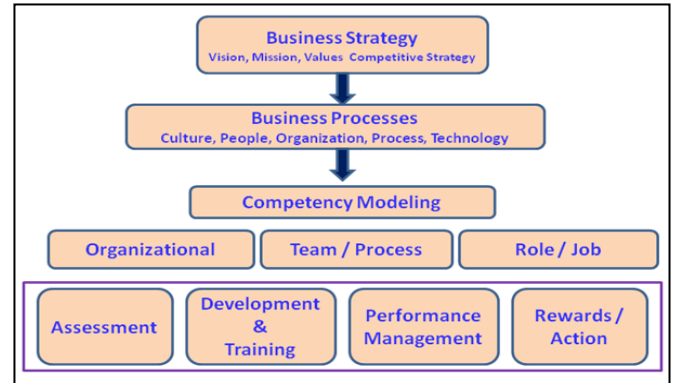 Business Strategy
Vision, Mission, Values Competitive Strategy
Business Processes
Culture, People, Organization, Process, Technology
Competency Modeling
Organizational
Team / Process
Role / Job
Assessment
Development
&
Training
Performance
Management
Rewards /
Action